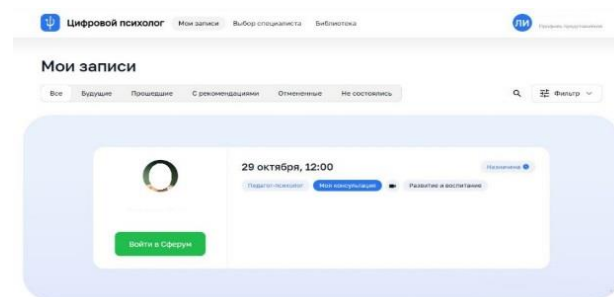 Цифровой психолог Мои записи Выбор специалиста Библиотека ЛИ
Мои записи
Все Будущие Прошедшие С рекомендациями Отмененные Не состоялись Фильтр
29 октября, 12:00 Назначена
Педагог-психолог Моя консультация Развитие и воспитание
Войти в Сферум